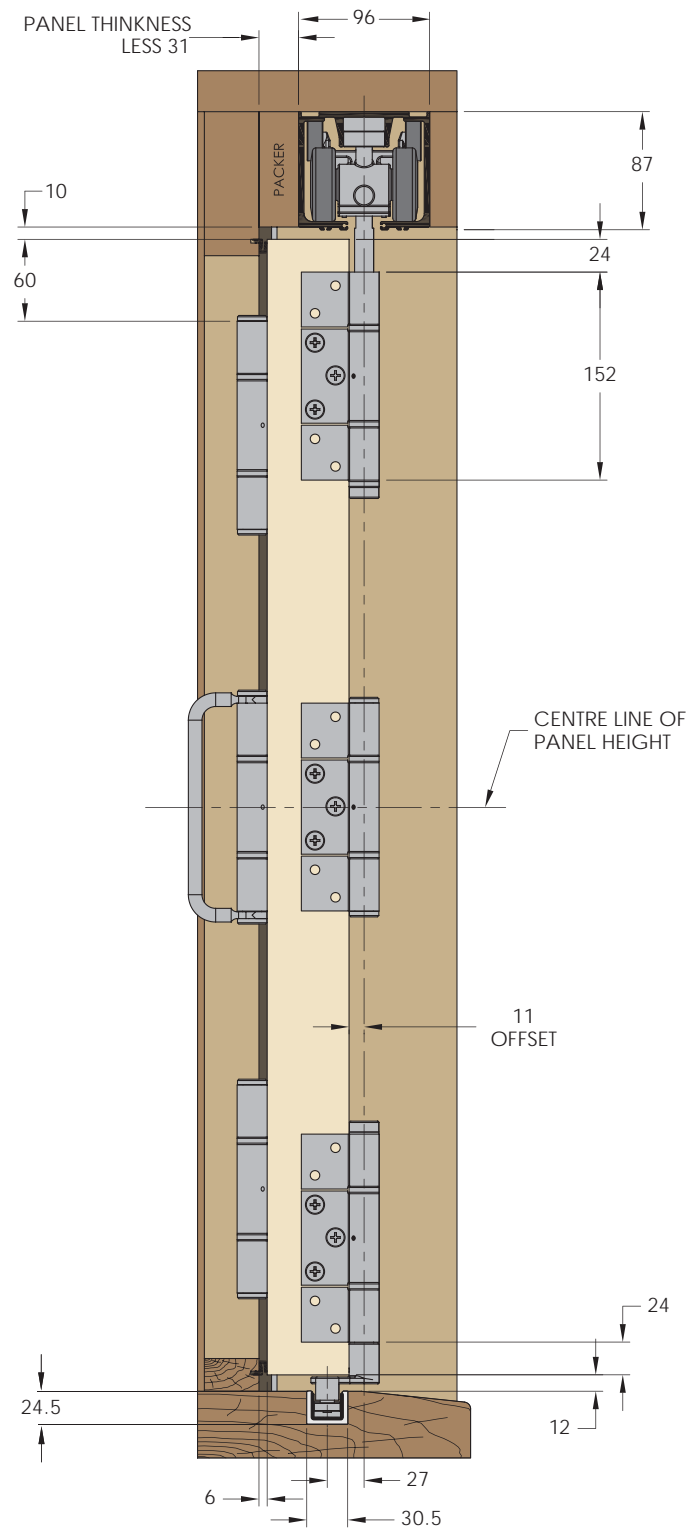 PANEL THINKNESS
LESS 31
96
PACKER
87
10
24
60
152
CENTRE LINE OF
PANEL HEIGHT
11
OFFSET
24
24.5
12
27
6
30.5